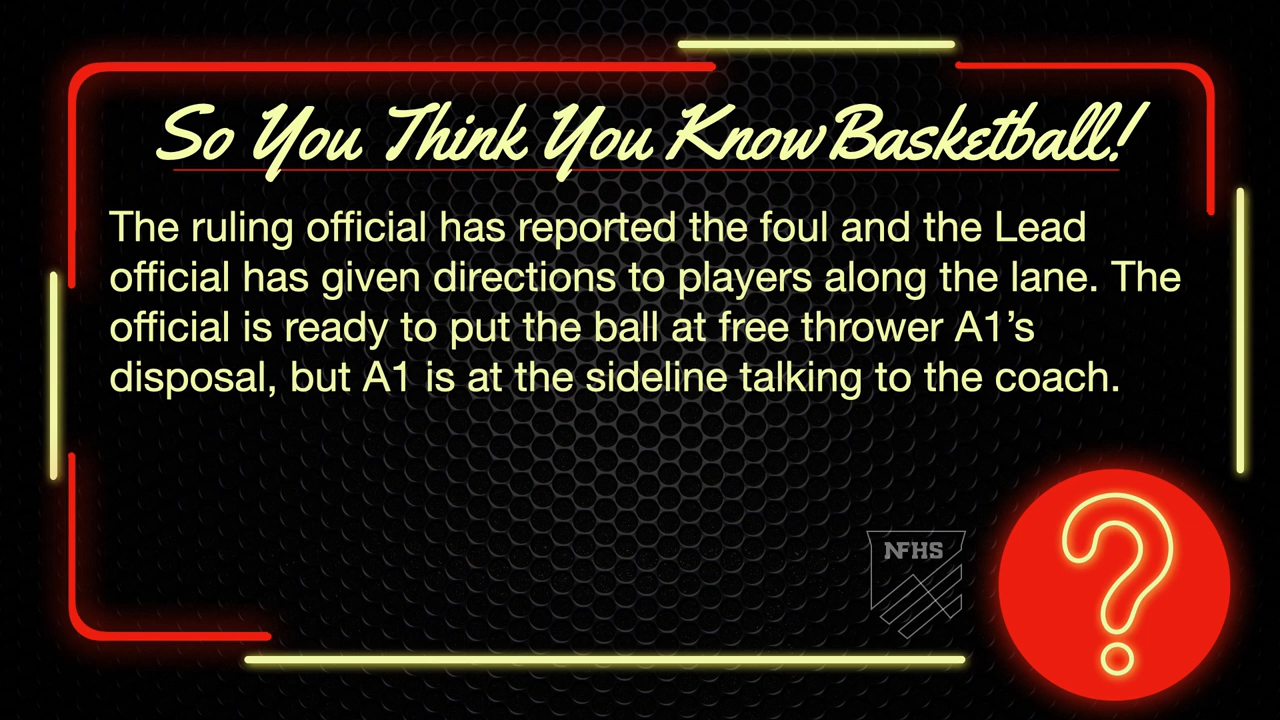 So You Think You Know Basketball!
The ruling official has reported the foul and the Lead
official has given directions to players along the lane. The
official is ready to put the ball at free thrower A1’s
disposal, but A1 is at the sideline talking to the coach.
NFHS
?